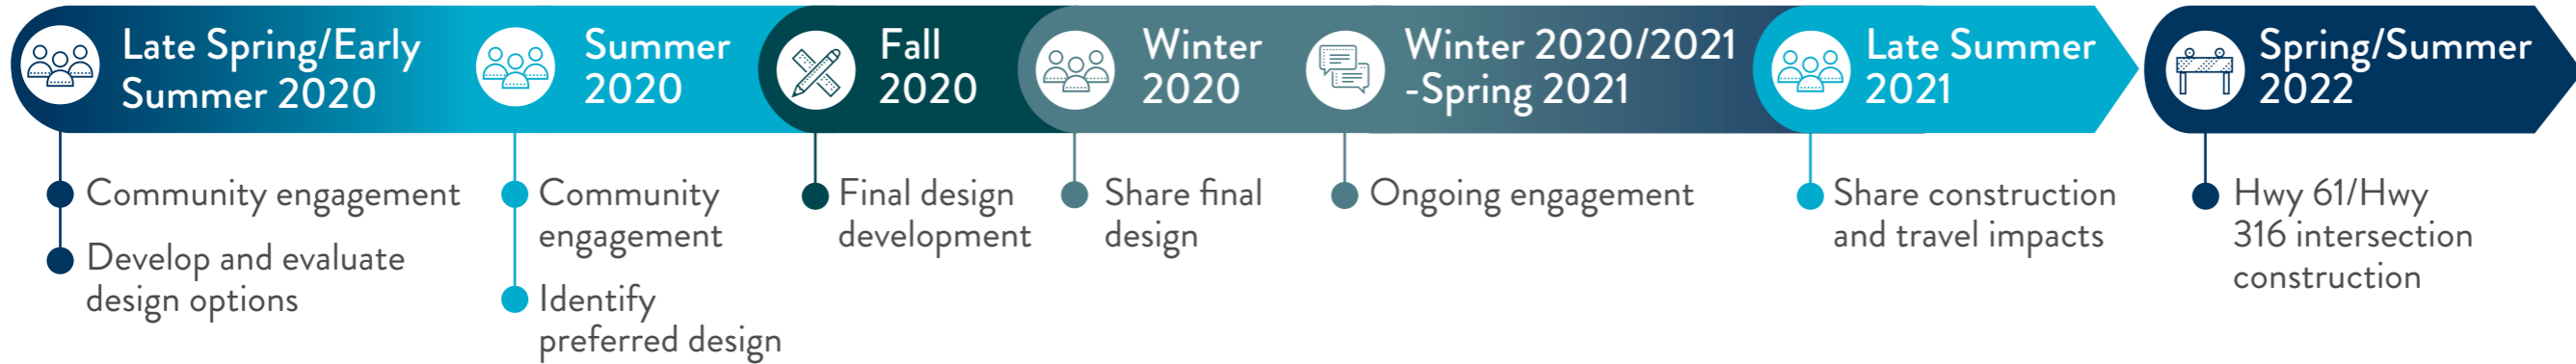 Late Spring/Early
Summer 2020
Community engagement
Develop and evaluate
design options
Summer
2020
Community
engagement
Identify
preferred design
Fall
2020
Final design
development
Winter
2020
Share final
design
Winter 2020/2021
-Spring 2021
Ongoing engagement
Late Summer
2021
Share construction
and travel impacts
Spring/Summer
2022
Hwy 61/Hwy
316 intersection
construction